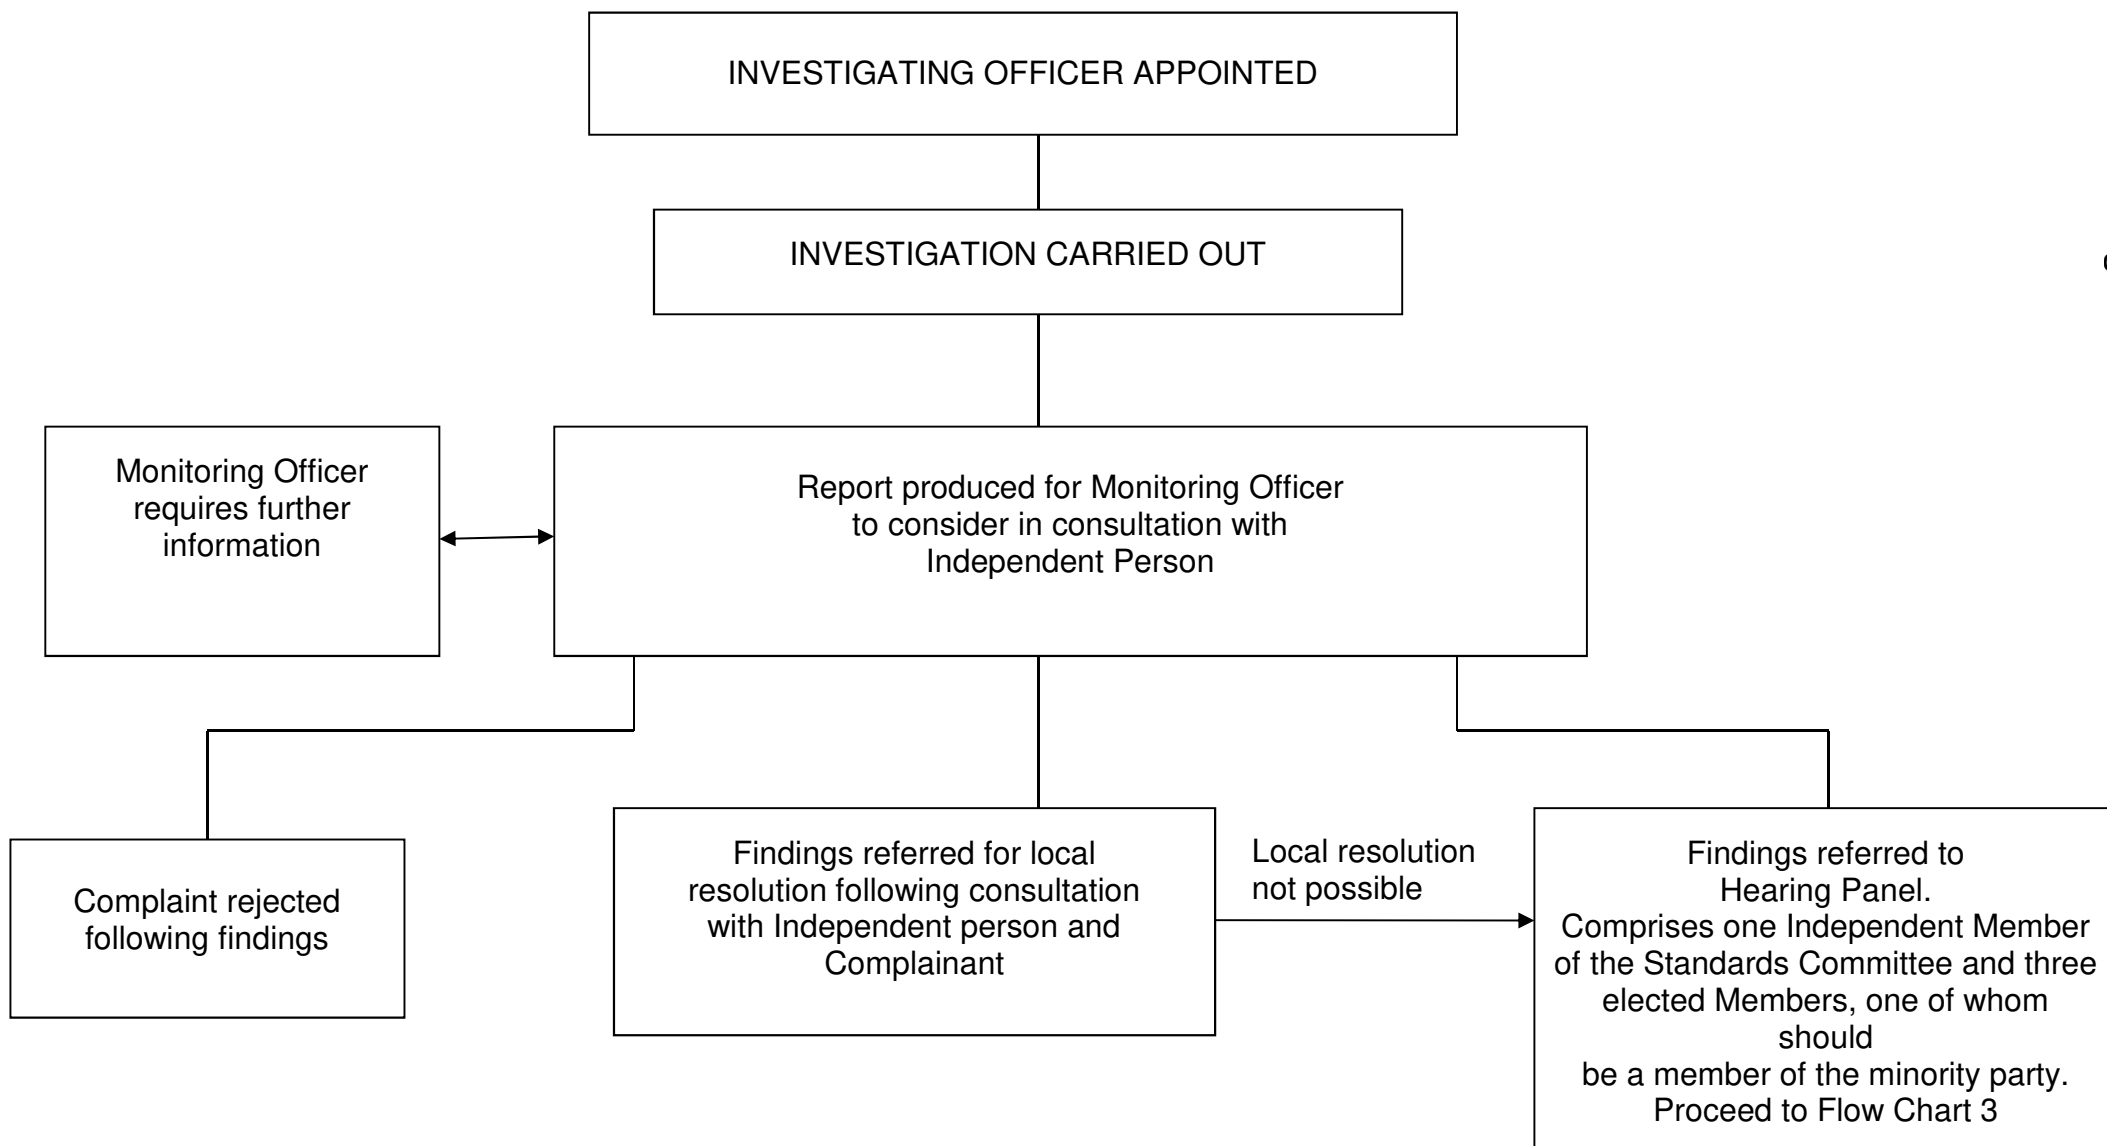 INVESTIGATING OFFICER APPOINTED
INVESTIGATION CARRIED OUT
Monitoring Officer
requires further
information
Report produced for Monitoring Officer
to consider in consultation with
Independent Person
Complaint rejected
following findings
Findings referred for local
resolution following consultation
with Independent person and
Complainant
Local resolution
not possible
Findings referred to
Hearing Panel.
Comprises one Independent Member
of the Standards Committee and three
elected Members, one of whom
should
be a member of the minority party.
Proceed to Flow Chart 3